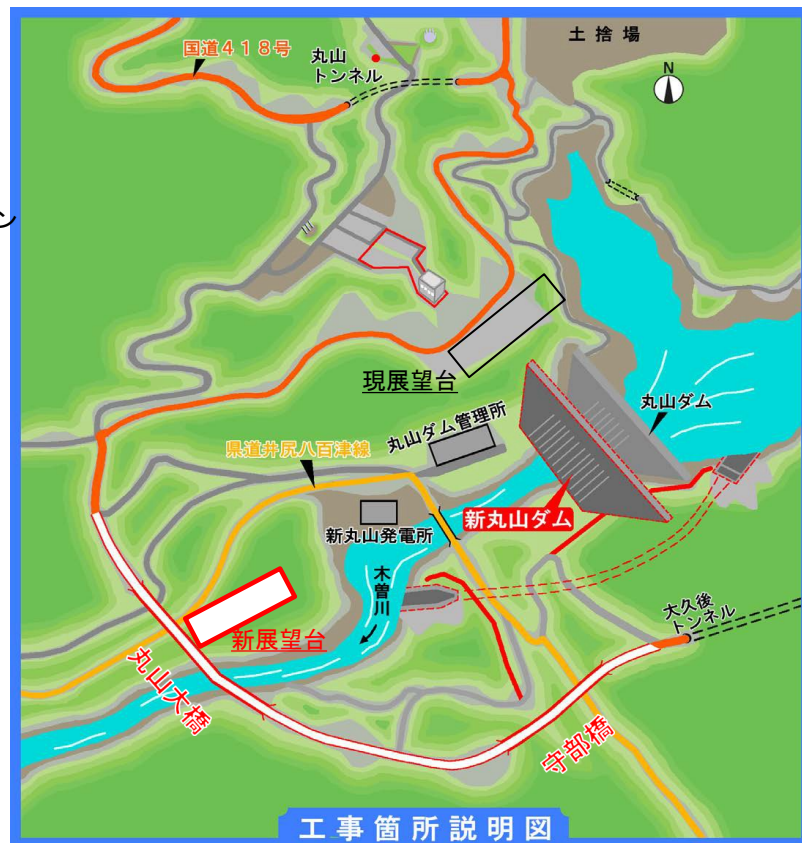 国道４１８号
丸山
トンネル
土捨場
N
ン
現展望台
丸山ダム
丸山ダム管理所
県道井尻八百津線
新丸山ダム
新丸山発電所
木曽川
大久後
トンネル
新展望台
丸山大橋
守部橋
工事箇所説明図